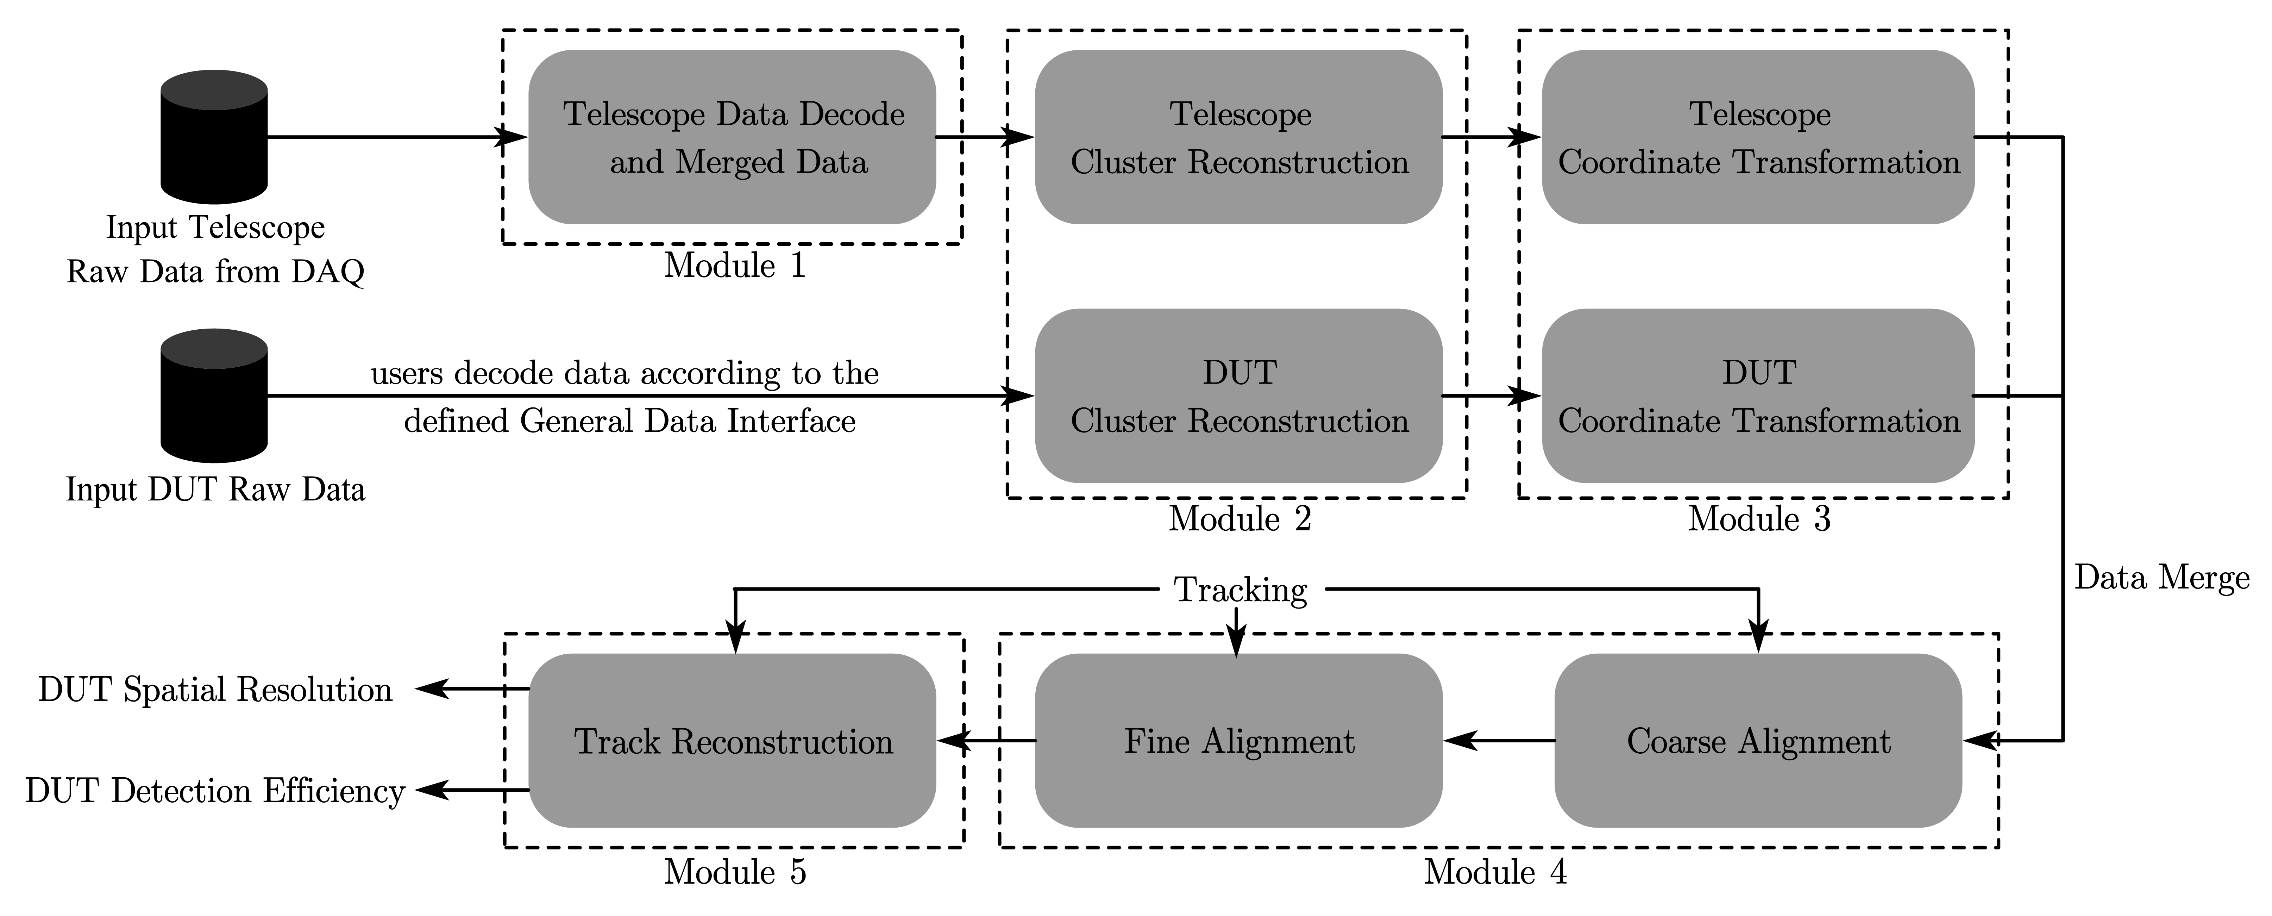 Telescope Data Decode
and Merged Data
Module 1
Telescope
Cluster Reconstruction
Telescope
Coordinate Transformation
Input Telescope
Raw Data from DAQ
users decode data according to the
defined General Data Interface
Input DUT Raw Data
DUT
Cluster Reconstruction
Module 2
DUT
Coordinate Transformation
Module 3
Data Merge
Tracking
Coarse Alignment
Fine Alignment
Module 4
Track Reconstruction
Module 5
DUT Spatial Resolution
DUT Detection Efficiency